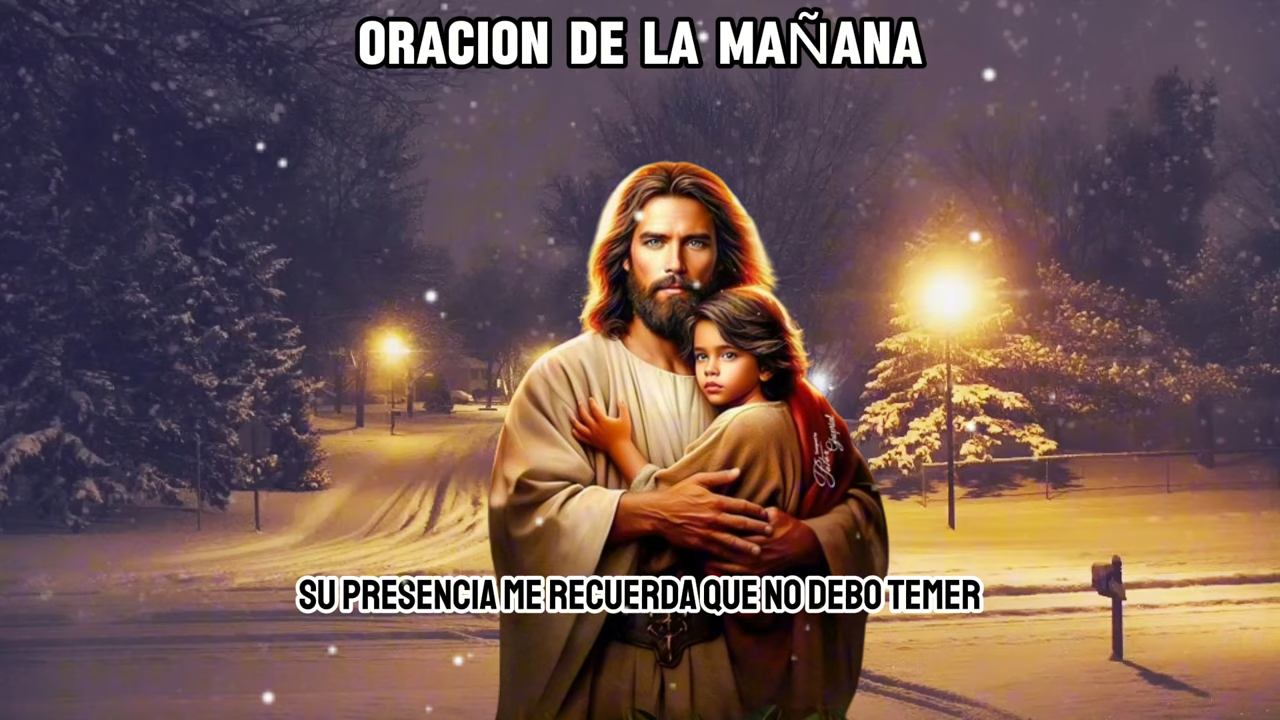 ORACION DE LA MAÑANA
SU PRESENCIA ME RECUERDA QUE NO DEBO TEMER